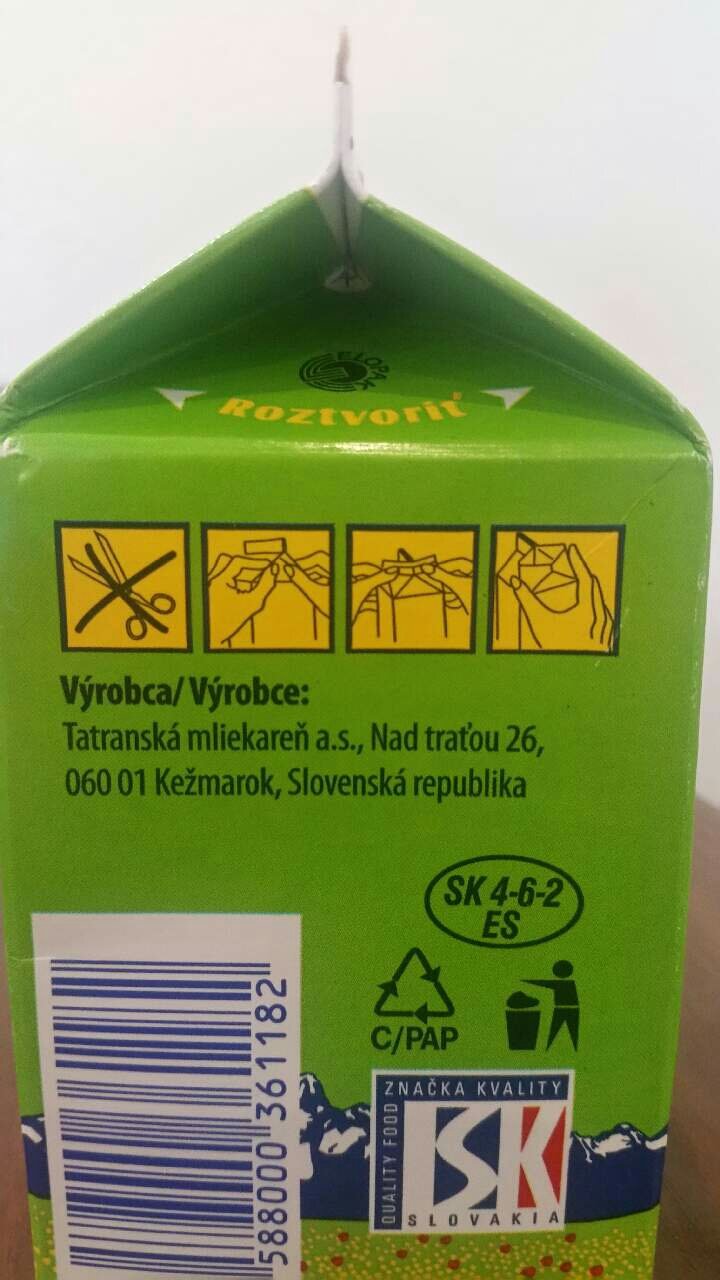 ELOPAK
Roztvoriť
Výrobca/ Výrobce:
Tatranská mliekareň a.s., Nad traťou 26,
060 01 Kežmarok, Slovenská republika
SK 4-6-2
ES
C/PAP
ZNAČKA KVALITY
QUALITY FOOD
SK
SLOVAKIA
588000 361182